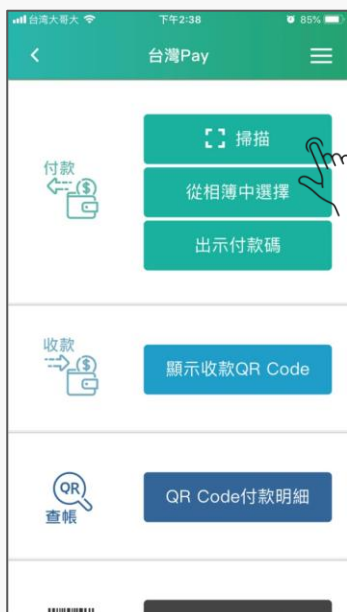 台湾大哥大 下午2:38 85%
台灣Pay
掃描
付款
從相簿中選擇
出示付款碼
收款
顯示收款QR Code
QR
查帳
QR Code付款明細